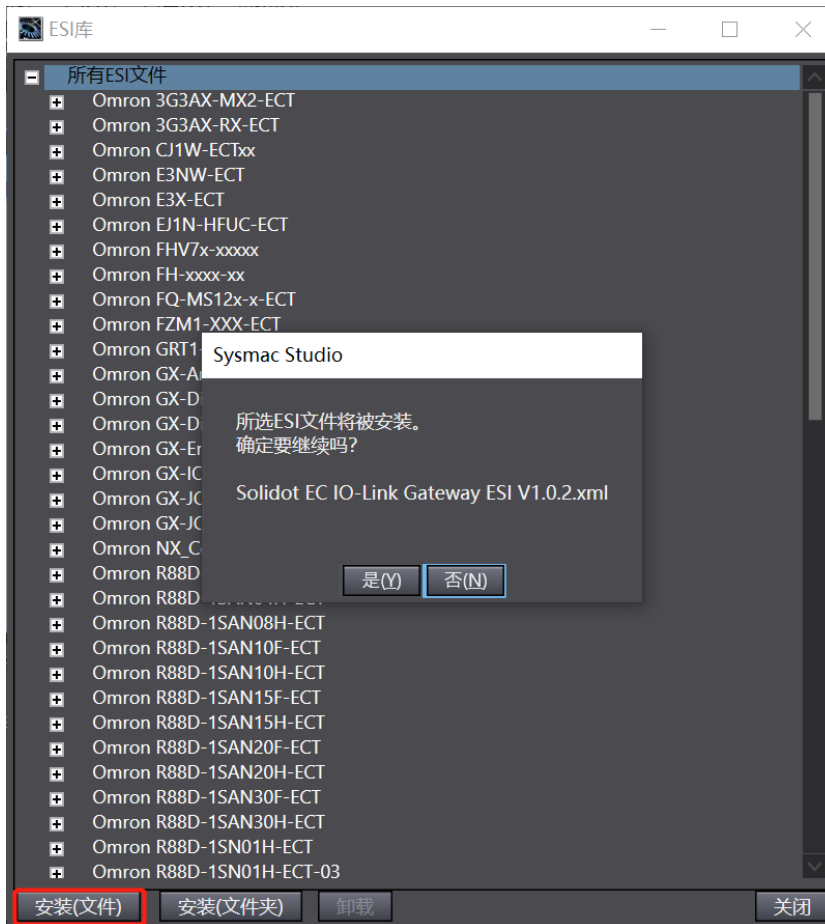 ESI库
所有ESI文件
Omron 3G3AX-MX2-ECT
Omron 3G3AX-RX-ECT
Omron CJ1W-ECTxx
Omron E3NW-ECT
Omron E3X-ECT
Omron EJ1N-HFUC-ECT
Omron FHV7x-xxxxx
Omron FH-xxxx-xx
Omron FQ-MS12x-x-ECT
Omron FZM1-XXX-ECT
Omron GRT1-
Omron GX-A
Omron GX-D
Omron GX-D
Omron GX-E
Omron GX-IC
Omron GX-JC
Omron GX-JC
Omron NX_C
Omron R88D
Omron R88D
Omron R88D-1SAN08H-ECT
Omron R88D-1SAN10F-ECT
Omron R88D-1SAN10H-ECT
Omron R88D-1SAN15F-ECT
Omron R88D-1SAN15H-ECT
Omron R88D-1SAN20F-ECT
Omron R88D-1SAN20H-ECT
Omron R88D-1SAN30F-ECT
Omron R88D-1SAN30H-ECT
Omron R88D-1SN01H-ECT
Omron R88D-1SN01H-ECT-03
Sysmac Studio
所选ESI文件将被安装。
确定要继续吗?
Solidot EC IO-Link Gateway ESI V1.0.2.xml
是(Y) 否(N)
安装(文件) 安装(文件夹) 卸载 关闭